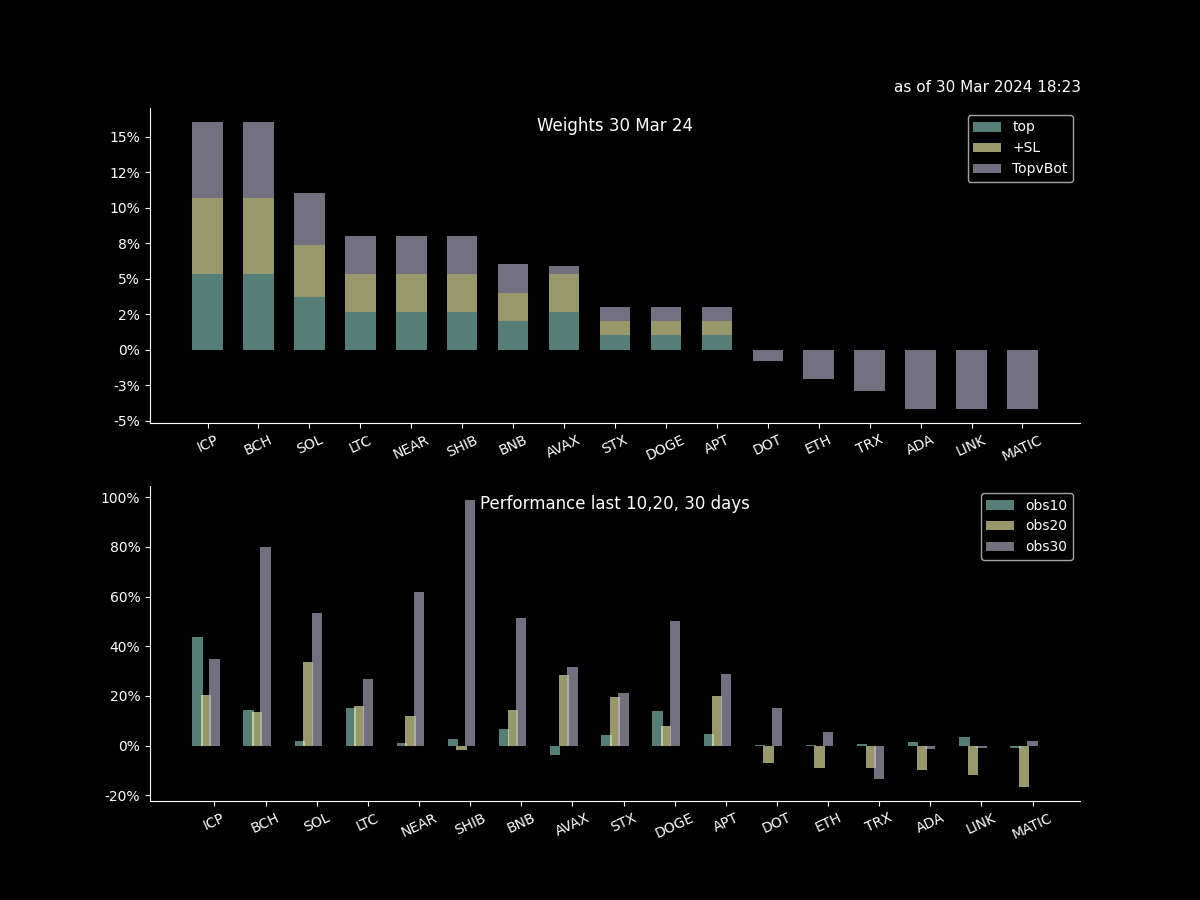 as of 30 Mar 2024 18:23
Weights 30 Mar 24
top
+SL
TopvBot
15%
12%
10%
8%
5%
2%
0%
-3%
-5%
ICP BCH SOL LTC NEAR SHIB BNB AVAX STX DOGE APT DOT ETH TRX ADA LINK MATIC
Performance last 10,20, 30 days
obs10
obs20
obs30
100%
80%
60%
40%
20%
0%
-20%
ICP BCH SOL LTC NEAR SHIB BNB AVAX STX DOGE APT DOT ETH TRX ADA LINK MATIC